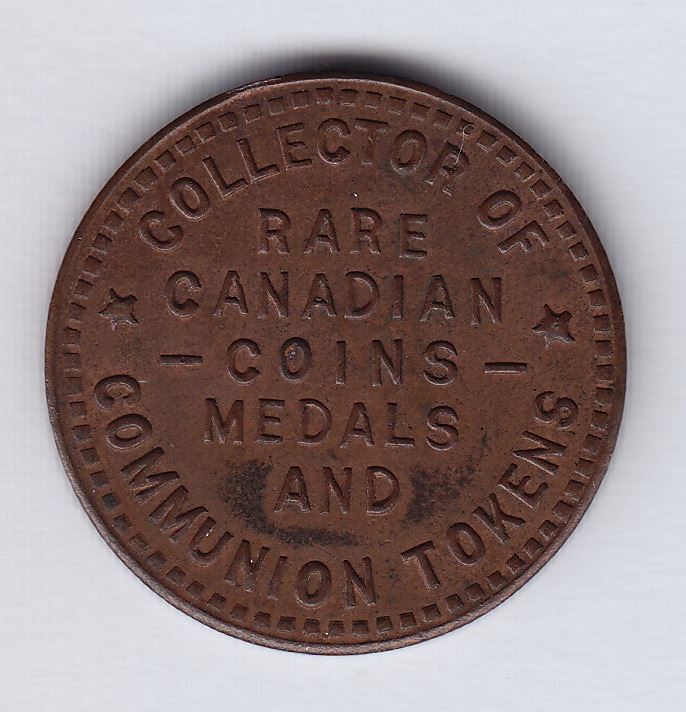 COLLECTOR OF
RARE
CANADIAN
- COINS -
MEDALS
AND
COMMUNION TOKENS